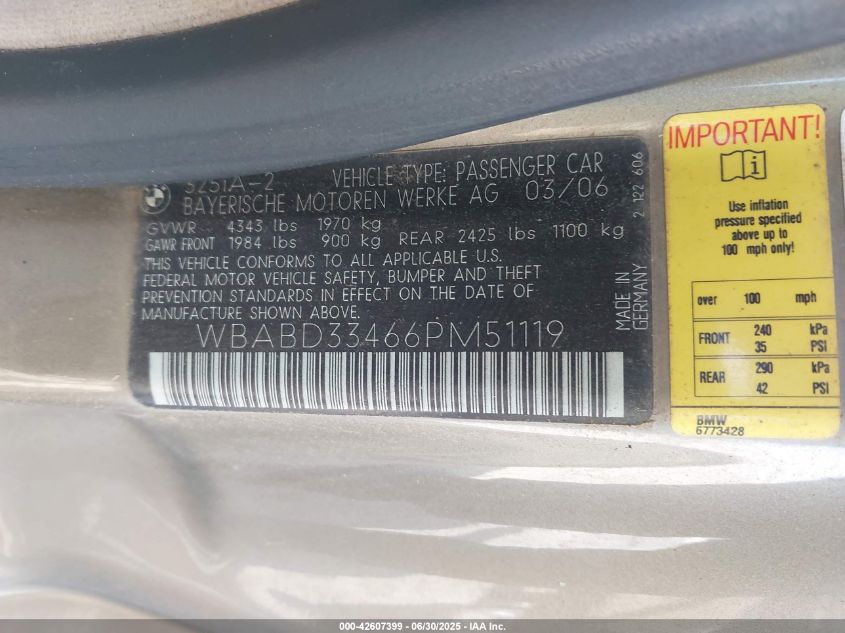 325IA-2 VEHICLE TYPE: PASSENGER CAR
BAYERISCHE MOTOREN WERKE AG 03/06
GVWR 4343 lbs 1970 kg
GAWR FRONT 1984 lbs 900 kg REAR 2425 lbs 1100 kg
THIS VEHICLE CONFORMS TO ALL APPLICABLE U.S.
FEDERAL MOTOR VEHICLE SAFETY, BUMPER AND THEFT
PREVENTION STANDARDS IN EFFECT ON THE DATE OF
MANUFACTURE SHOWN ABOVE.
WBABD33466PM51119
2 122 606
MADE IN
GERMANY
IMPORTANT!
Use inflation
pressure specified
above up to
100 mph only!
over 100 mph
FRONT 240 kPa
35 PSI
REAR 290 kPa
42 PSI
BMW
6773428
000-42607399 - 06/30/2025 - IAA Inc.